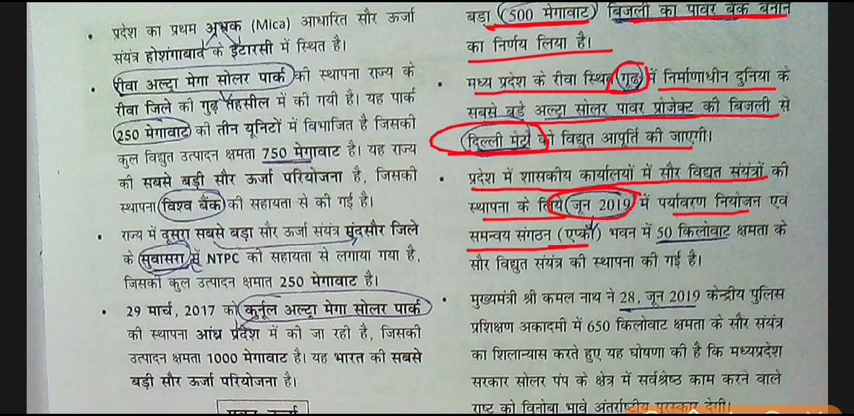 प्रदेश का प्रथम अभ्रक (Mica) आधारित सौर ऊर्जा
संयंत्र होशंगाबाद के ईटारसी में स्थित है।
रीवा अल्ट्रा मेगा सोलर पार्क की स्थापना राज्य के
रीवा जिले की गुढ़ तहसील में की गयी है। यह पार्क
250 मेगावाट की तीन यूनिटों में विभाजित है जिसकी
कुल विद्युत उत्पादन क्षमता 750 मेगावाट है। यह राज्य
की सबसे बड़ी सौर ऊर्जा परियोजना है, जिसकी
स्थापना विश्व बैंक की सहायता से की गई है।
राज्य में दूसरा सबसे बड़ा सौर ऊर्जा संयंत्र मंदसौर जिले
के सुवासरा में NTPC की सहायता से लगाया गया है,
जिसकी कुल उत्पादन क्षमात 250 मेगावाट है।
29 मार्च, 2017 को कुर्नूल अल्ट्रा मेगा सोलर पार्क
की स्थापना आंध्र प्रदेश में की जा रही है, जिसकी
उत्पादन क्षमता 1000 मेगावाट है। यह भारत की सबसे
बड़ी सौर ऊर्जा परियोजना है।
बड़ा (500 मेगावाट) बिजली का पावर बैंक बनाने
का निर्णय लिया है।
मध्य प्रदेश के रीवा स्थित गूढ़ में निर्माणाधीन दुनिया के
सबसे बड़े अल्ट्रा सोलर पावर प्रोजेक्ट की बिजली से
दिल्ली मेट्रो को विद्युत आपूर्ति की जाएगी।
प्रदेश में शासकीय कार्यालयों में सौर विद्युत संयंत्रों की
स्थापना के लिये जून 2019 में पर्यावरण नियोजन एवं
समन्वय संगठन (एप्को) भवन में 50 किलोवाट क्षमता के
सौर विद्युत संयंत्र की स्थापना की गई है।
मुख्यमंत्री श्री कमल नाथ ने 28, जून 2019 केन्द्रीय पुलिस
प्रशिक्षण अकादमी में 650 किलोवाट क्षमता के सौर संयंत्र
का शिलान्यास करते हुए यह घोषणा की है कि मध्यप्रदेश
सरकार सोलर पंप के क्षेत्र में सर्वश्रेष्ठ काम करने वाले
राष्ट को विनोबा भावे अंतर्राष्ट्रीय पुरस्कार देगी।